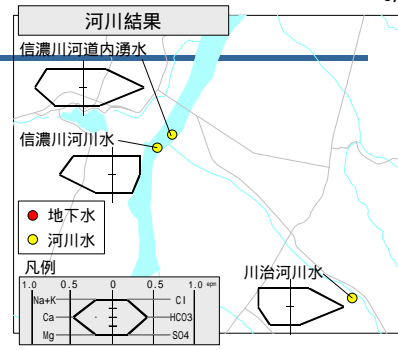 河川結果
信濃川河道内湧水
信濃川河川水
地下水
河川水
川治河川水
凡例
1.0 0.5 0 0.5 1.0 epm
Na+K Cl
Ca HCO3
Mg SO4